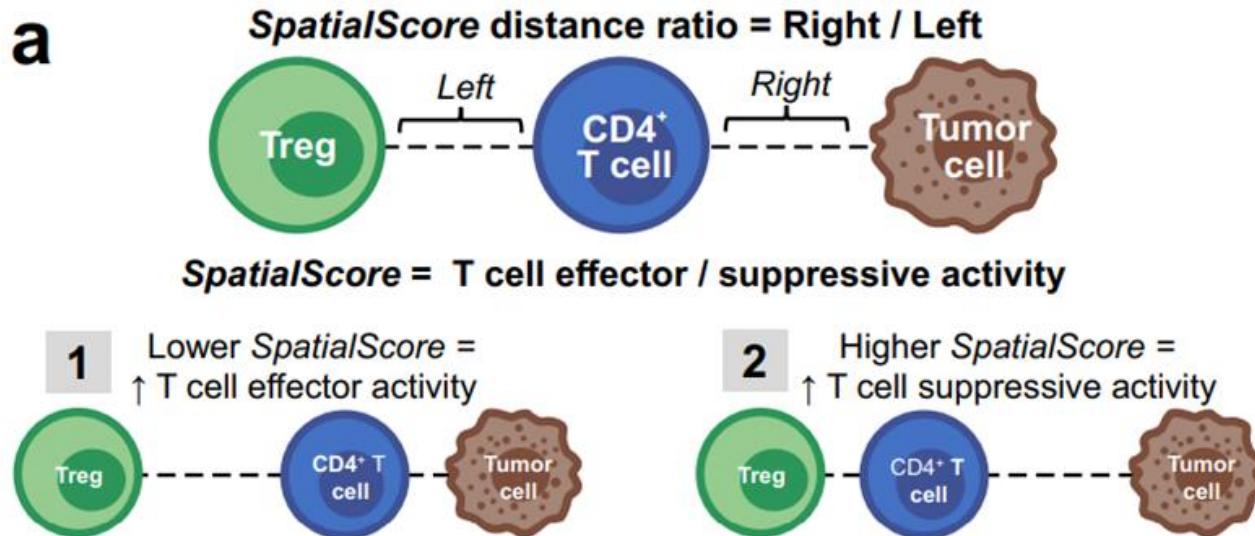 a
SpatialScore distance ratio = Right / Left
Left
Right
Treg
CD4⁺
T cell
Tumor
cell
SpatialScore = T cell effector / suppressive activity
1
Lower SpatialScore =
↑ T cell effector activity
Treg
CD4⁺ T
cell
Tumor
cell
2
Higher SpatialScore =
↑ T cell suppressive activity
Treg
CD4⁺ T
cell
Tumor
cell